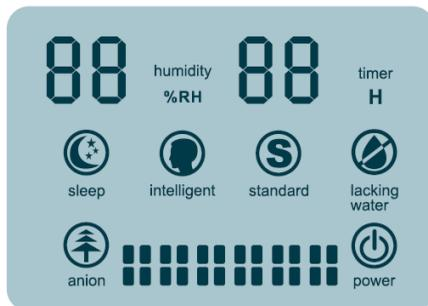 88 humidity %RH 88 timer H
S
sleep intelligent standard lacking water
anion power